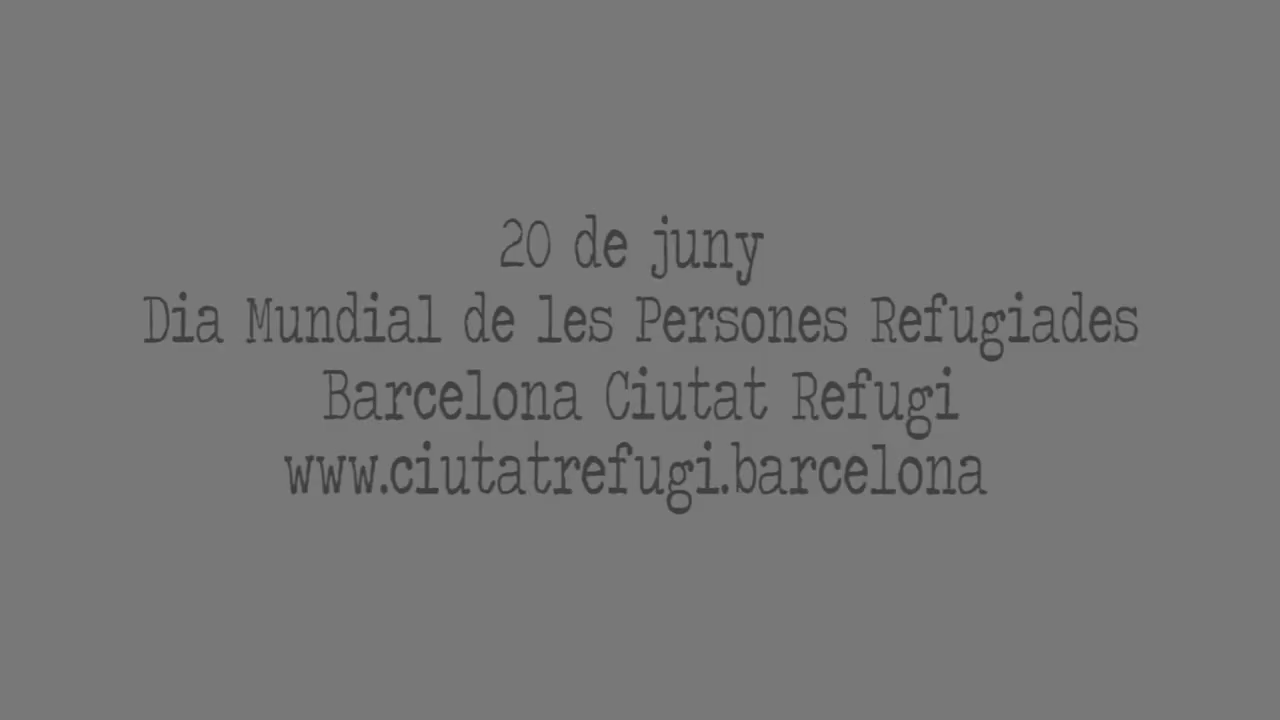 20 de juny
Dia Mundial de les Persones Refugiades
Barcelona Ciutat Refugi
www.ciutatrefugi.barcelona